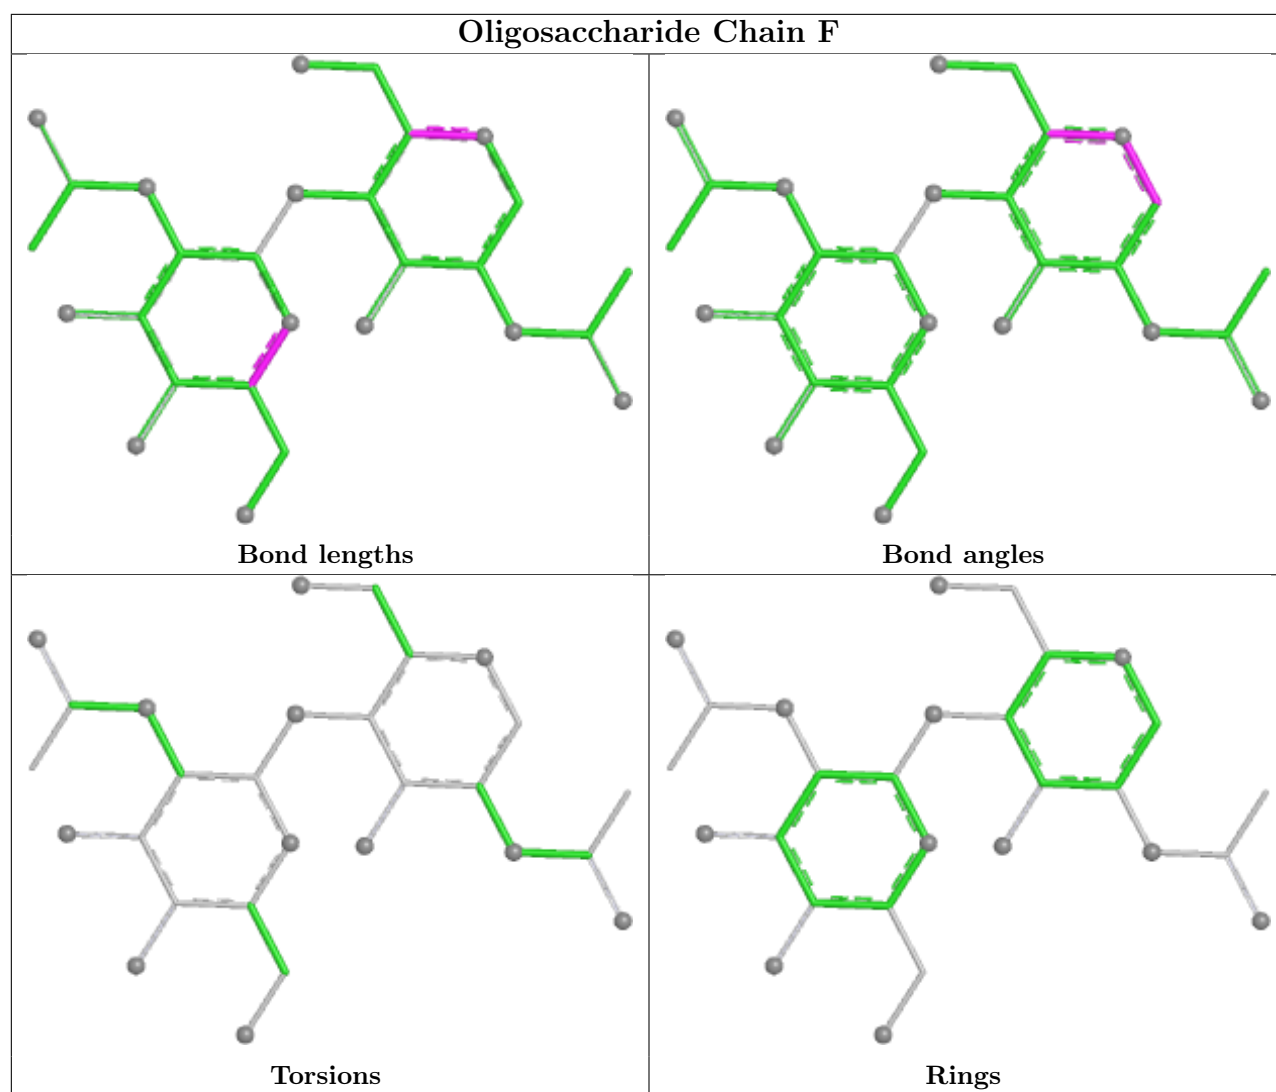 Oligosaccharide Chain F
Bond lengths
Bond angles
Torsions
Rings